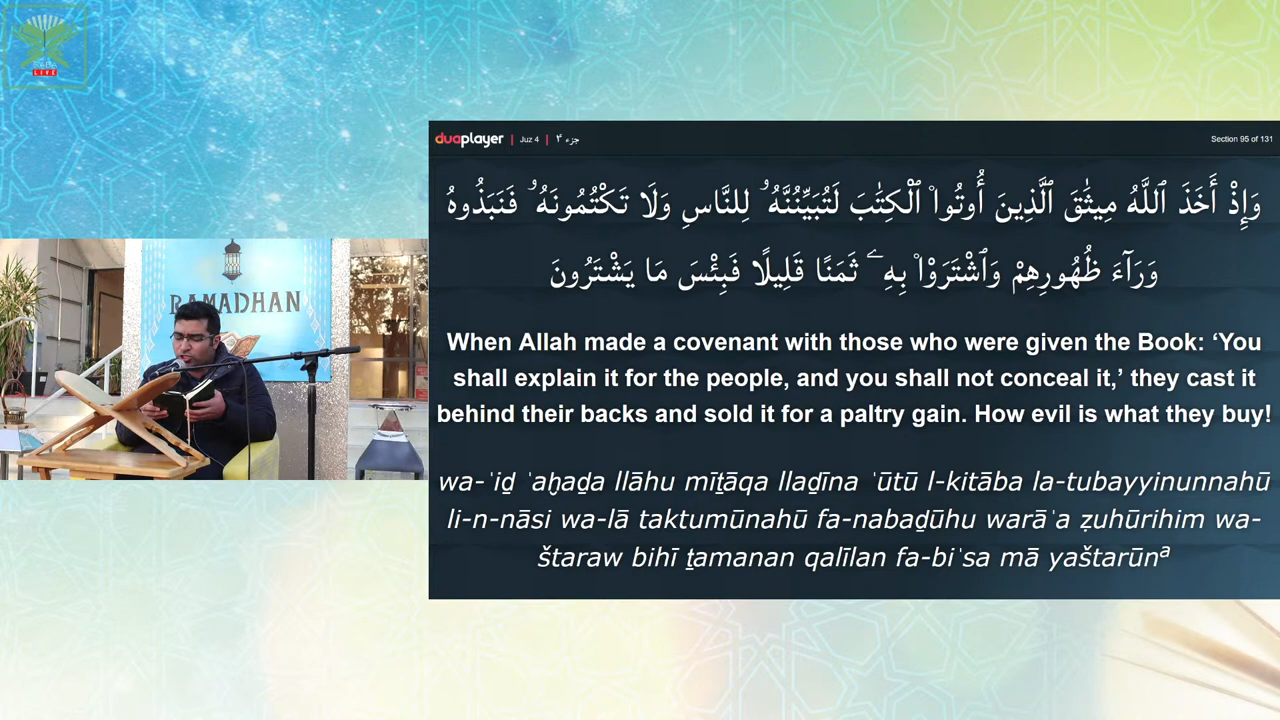 LIVE
duaplayer | Juz 4 | جزء ٤
Section 95 of 131
وَإِذْ أَخَذَ ٱللَّهُ مِيثَٰقَ ٱلَّذِينَ أُوتُوا۟ ٱلْكِتَٰبَ لَتُبَيِّنُنَّهُۥ لِلنَّاسِ وَلَا تَكْتُمُونَهُۥ فَنَبَذُوهُ
وَرَآءَ ظُهُورِهِمْ وَٱشْتَرَوْا۟ بِهِۦ ثَمَنًا قَلِيلًا فَبِئْسَ مَا يَشْتَرُونَ
When Allah made a covenant with those who were given the Book: ‘You
shall explain it for the people, and you shall not conceal it,’ they cast it
behind their backs and sold it for a paltry gain. How evil is what they buy!
wa-ʾiḏ ʾaḫaḏa llāhu mīṯāqa llaḏīna ʾūtū l-kitāba la-tubayyinunnahū
li-n-nāsi wa-lā taktumūnahū fa-nabaḏūhu warāʾa ẓuhūrihim wa-
štaraw bihī ṯamanan qalīlan fa-biʾsa mā yaštarūnᵃ
RAMADHAN